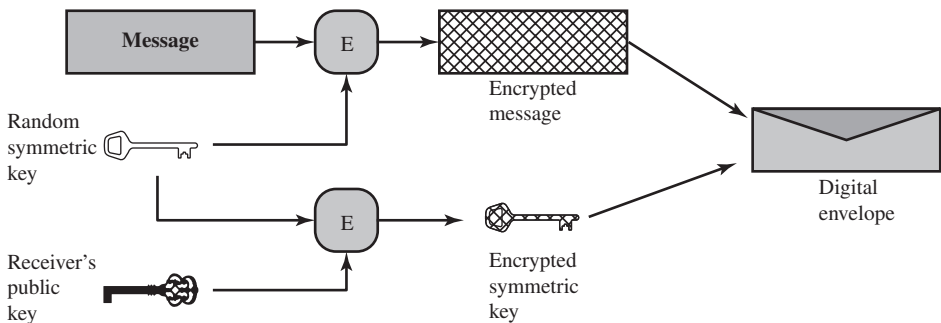 Message
E
Encrypted
message
Random
symmetric
key
Digital
envelope
E
Receiver's
public
key
Encrypted
symmetric
key